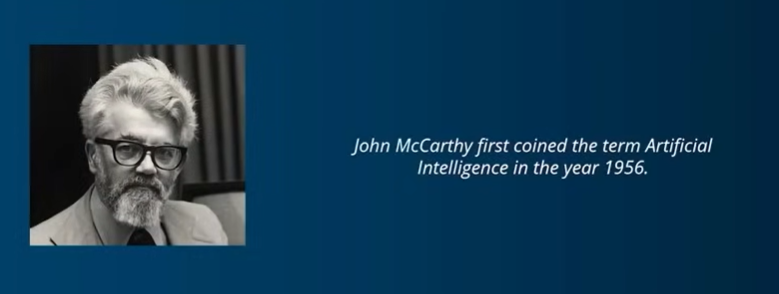 John McCarthy first coined the term Artificial
Intelligence in the year 1956.